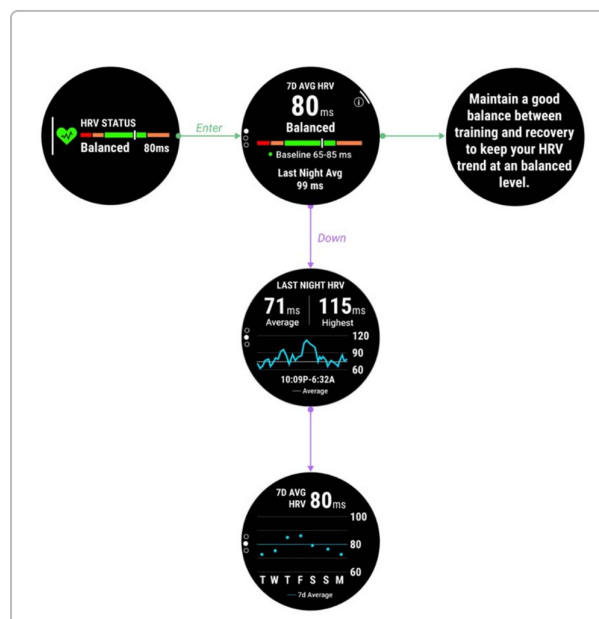 HRV STATUS
Balanced 80ms
Enter
7D AVG HRV
80ms
Balanced
Baseline 65-85 ms
Last Night Avg
99 ms
Maintain a good
balance between
training and recovery
to keep your HRV
trend at an balanced
level.
Down
LAST NIGHT HRV
71ms 115ms
Average Highest
120
90
60
10:09P-6:32A
Average
7D AVG
HRV 80ms
100
80
60
T W T F S S M
7d Average